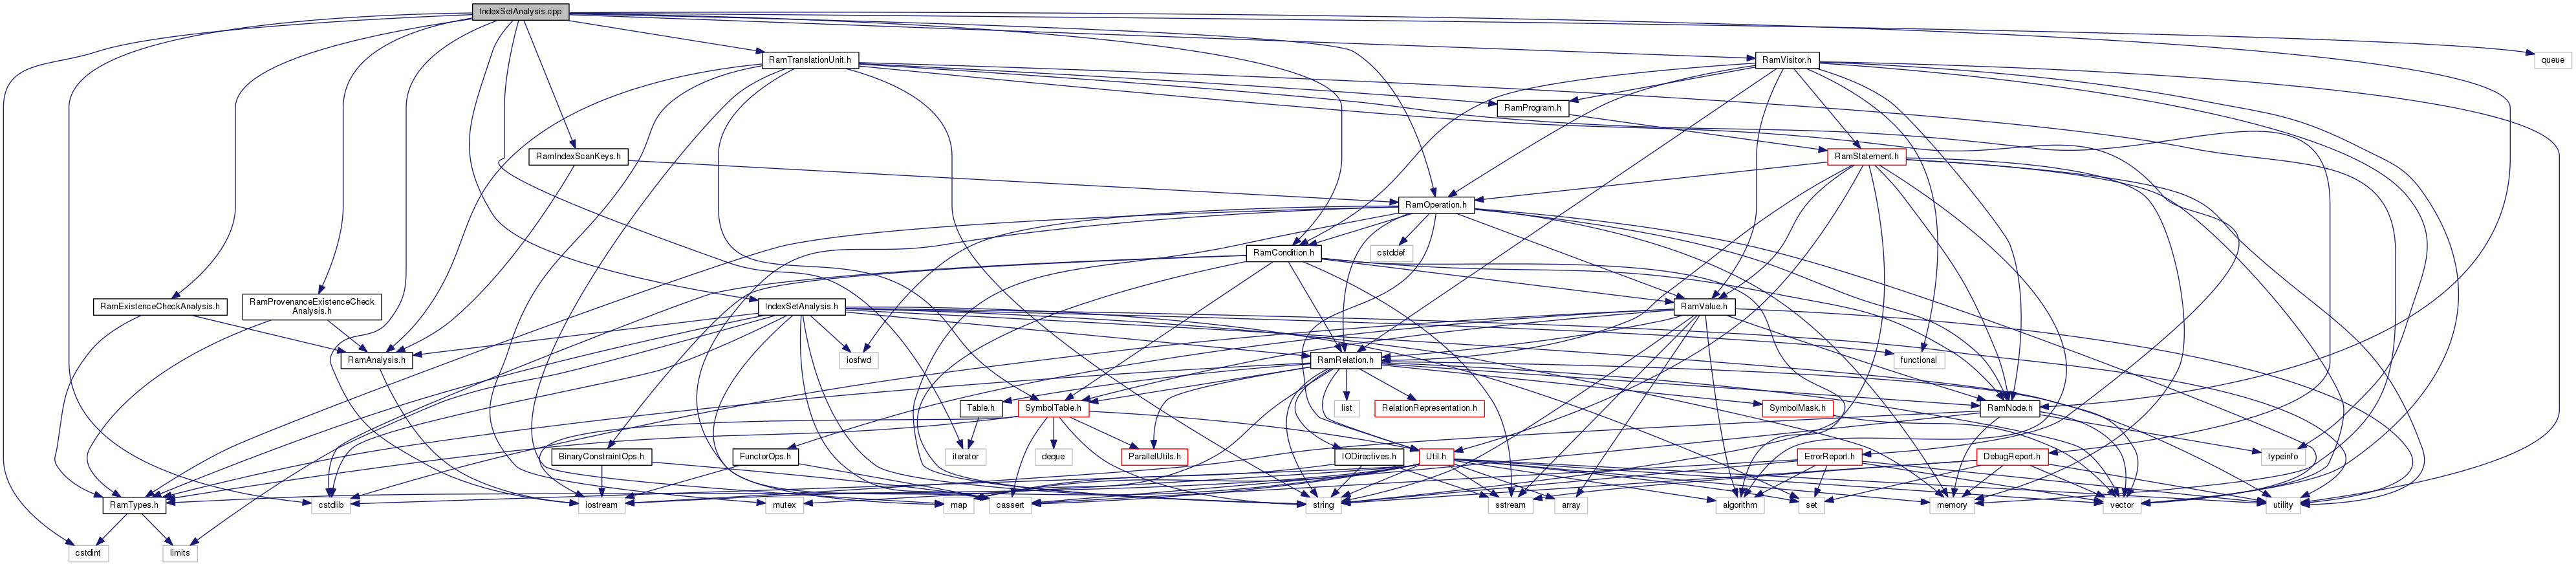 IndexSetAnalysis.cpp
RamTranslationUnit.h
RamVisitor.h
queue
RamProgram.h
RamIndexScanKeys.h
RamStatement.h
RamOperation.h
RamCondition.h
cstddef
RamExistenceCheckAnalysis.h
RamProvenanceExistenceCheck
Analysis.h
IndexSetAnalysis.h
RamValue.h
RamAnalysis.h
iosfwd
RamRelation.h
functional
Table.h
SymbolTable.h
list
RelationRepresentation.h
SymbolMask.h
RamNode.h
BinaryConstraintOps.h
FunctorOps.h
iterator
deque
ParallelUtils.h
IODirectives.h
Util.h
ErrorReport.h
DebugReport.h
typeinfo
RamTypes.h
cstdlib
iostream
mutex
map
cassert
string
sstream
array
algorithm
set
memory
vector
utility
cstdint
limits